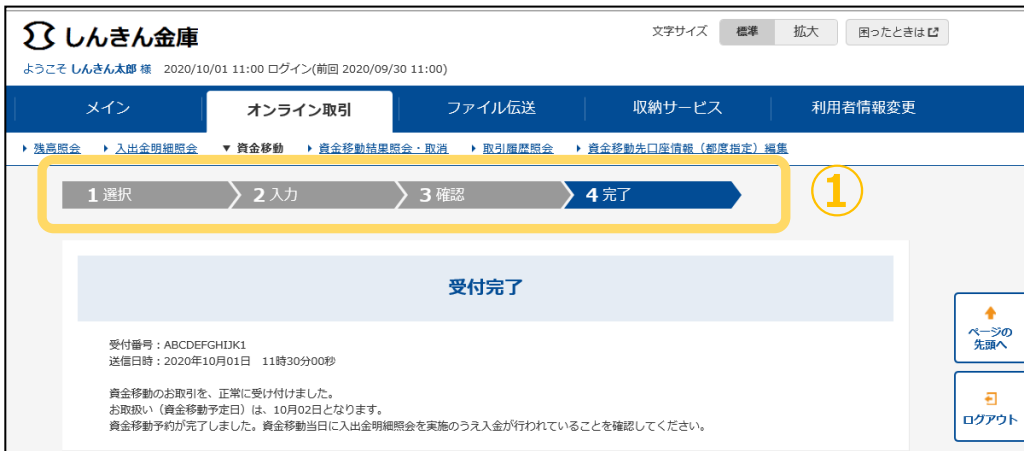 しんきん金庫
文字サイズ 標準 拡大 困ったときは
ようこそ しんきん太郎 様 2020/10/01 11:00 ログイン(前回 2020/09/30 11:00)
メイン オンライン取引 ファイル伝送 収納サービス 利用者情報変更
残高照会 入出金明細照会 ▼ 資金移動 資金移動結果照会・取消 取引履歴照会 資金移動先口座情報（都度指定）編集
1 選択 2 入力 3 確認 4 完了 ①
受付完了
受付番号：ABCDEFGHIJK1
送信日時：2020年10月01日 11時30分00秒
資金移動のお取引を、正常に受け付けました。
お取扱い（資金移動予定日）は、10月02日となります。
資金移動予約が完了しました。資金移動当日に入出金明細照会を実施のうえ入金が行われていることを確認してください。
ページの
先頭へ
ログアウト